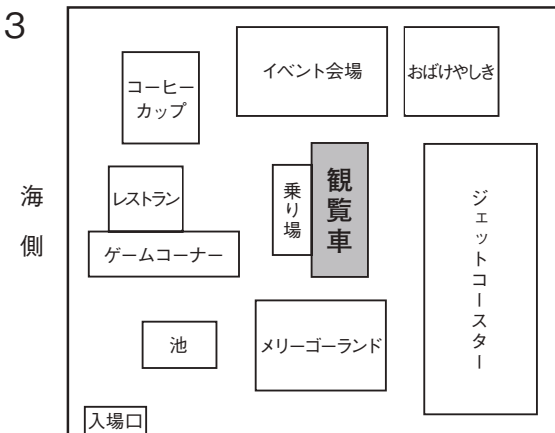 3
コーヒー
カップ
イベント会場
おばけやしき
海側
レストラン
乗り場
観覧車
ジェットコースター
ゲームコーナー
池
メリーゴーランド
入場口